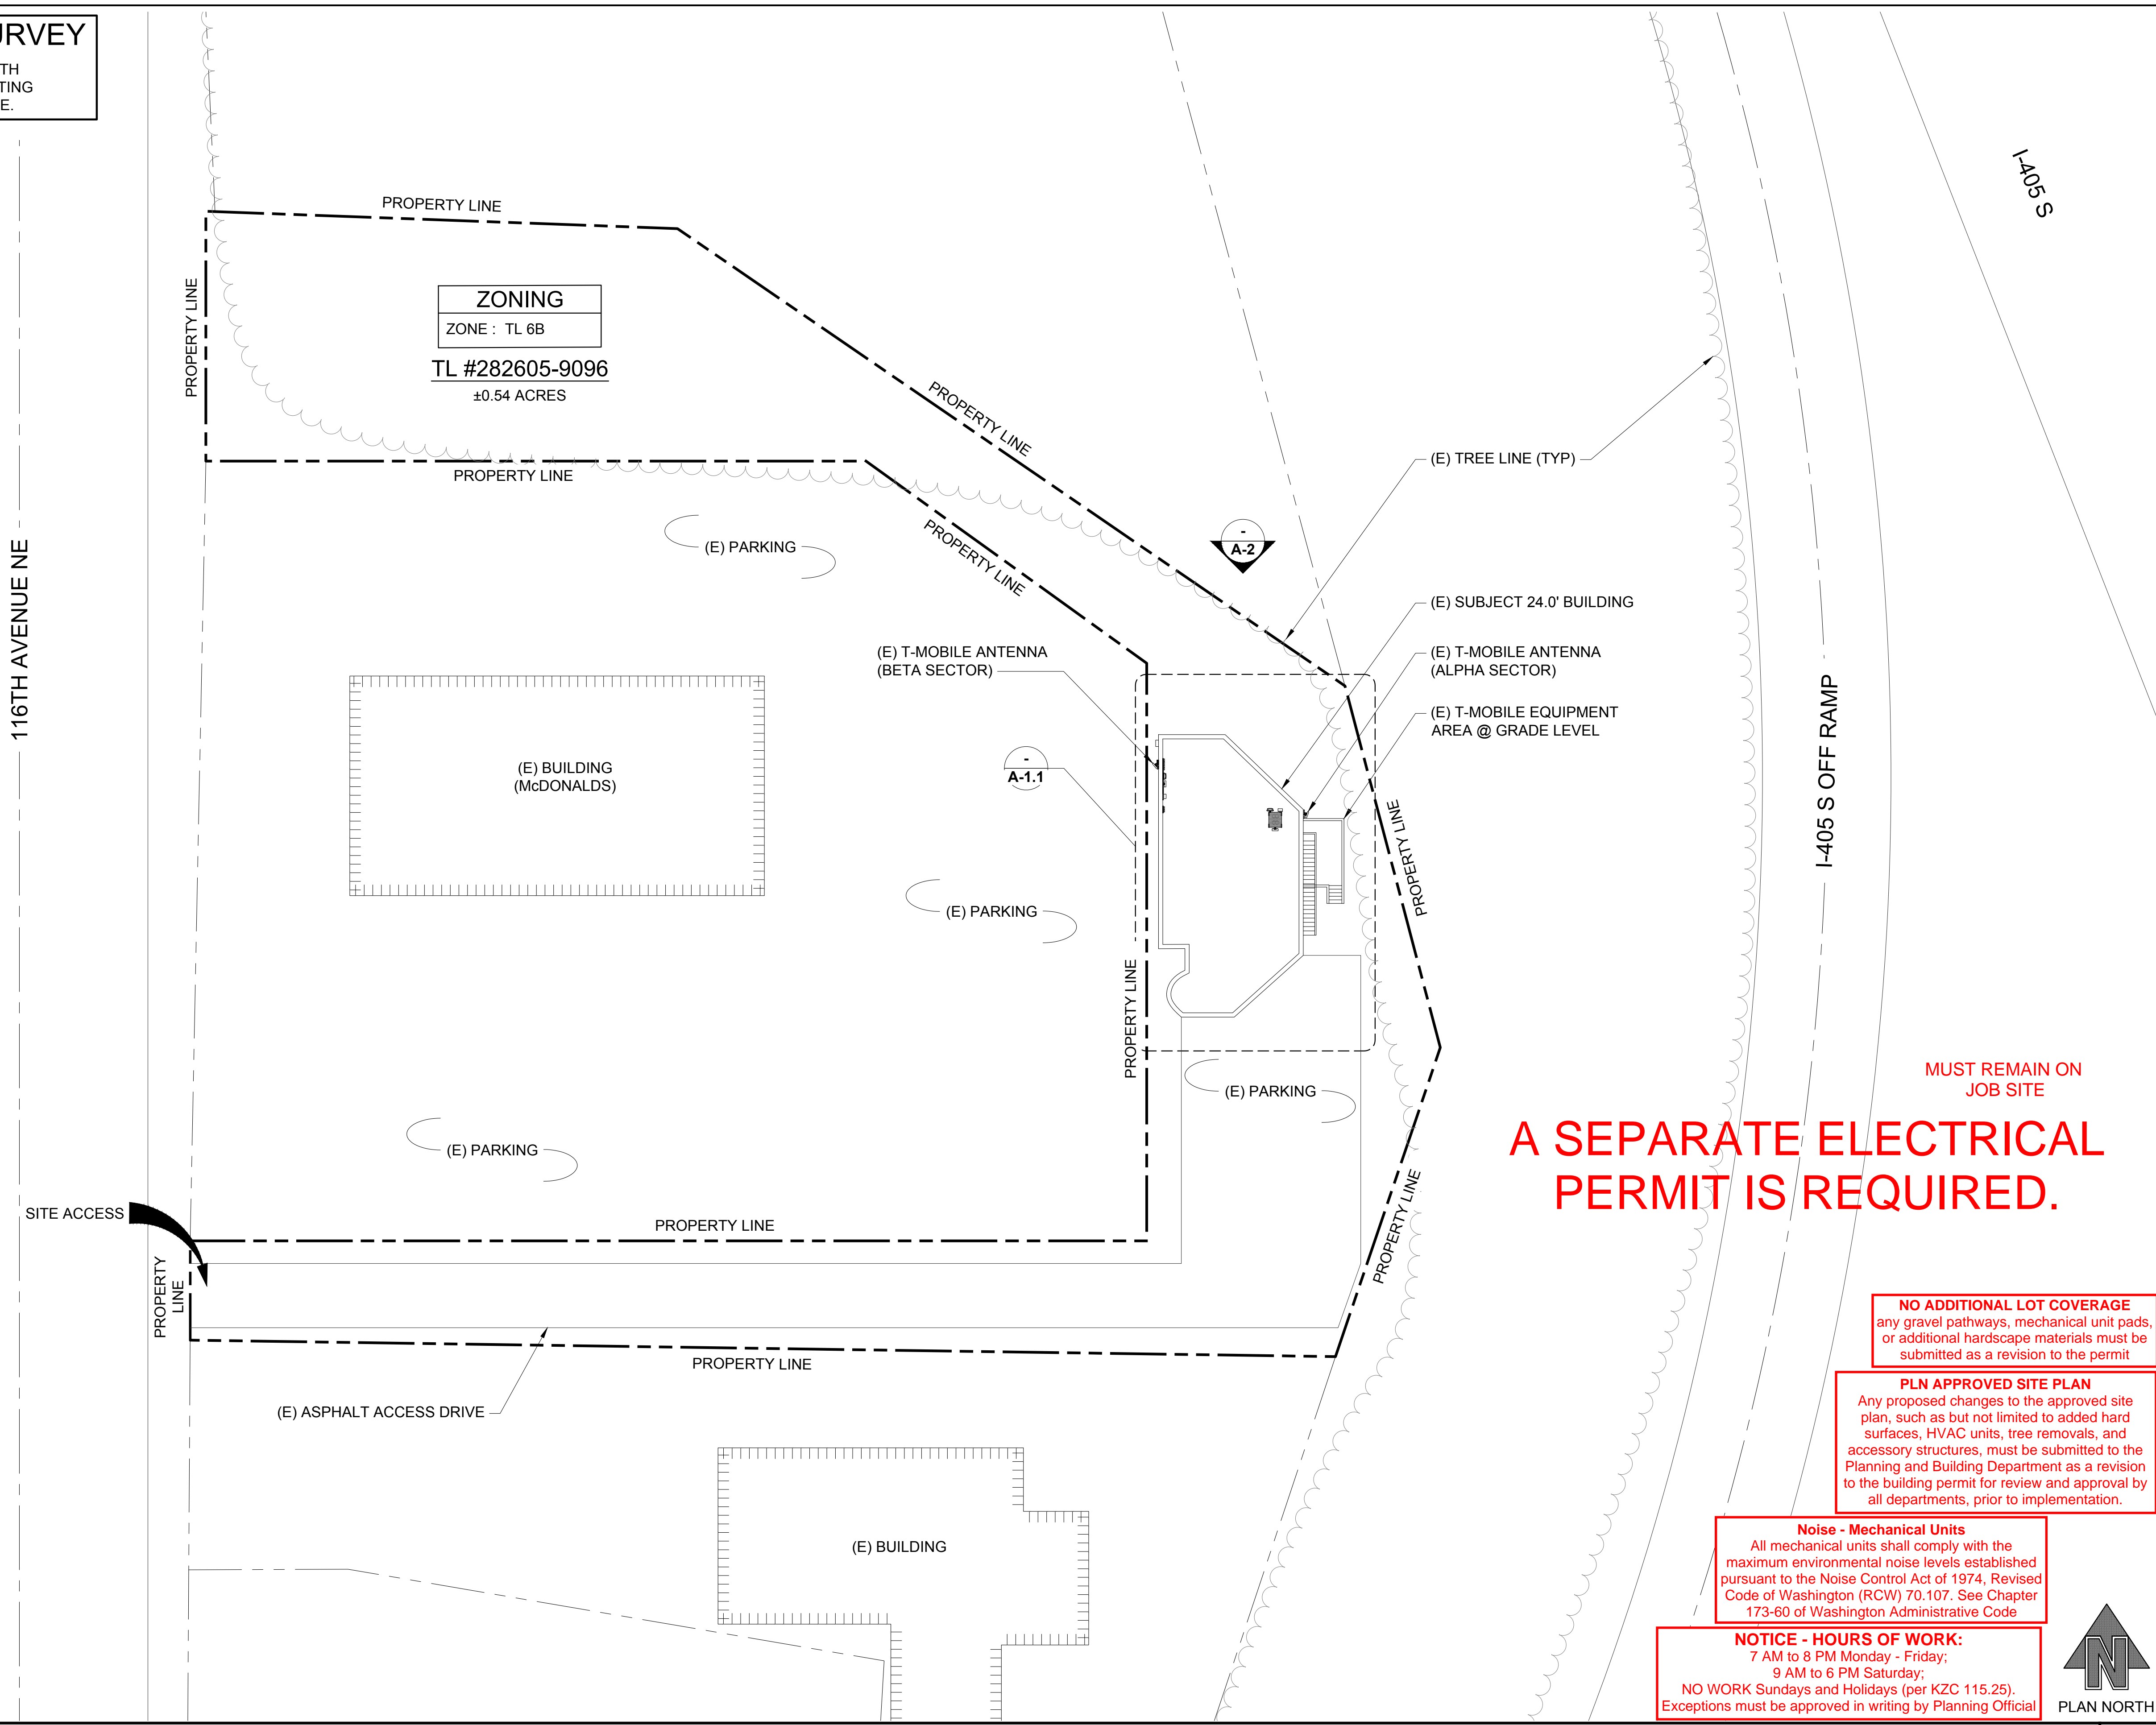 URVEY
TH
TING
E.
I-405 S
PROPERTY LINE
PROPERTY LINE
ZONING
ZONE : TL 6B
TL #282605-9096
±0.54 ACRES
PROPERTY LINE
(E) TREE LINE (TYP)
PROPERTY LINE
116TH AVENUE NE
(E) PARKING
PROPERTY LINE
-
A-2
(E) SUBJECT 24.0' BUILDING
(E) T-MOBILE ANTENNA
(BETA SECTOR)
(E) T-MOBILE ANTENNA
(ALPHA SECTOR)
(E) T-MOBILE EQUIPMENT
AREA @ GRADE LEVEL
I-405 S OFF RAMP
(E) BUILDING
(McDONALDS)
-
A-1.1
PROPERTY LINE
(E) PARKING
PROPERTY LINE
(E) PARKING
(E) PARKING
MUST REMAIN ON
JOB SITE
A SEPARATE ELECTRICAL
PERMIT IS REQUIRED.
SITE ACCESS
PROPERTY LINE
PROPERTY LINE
PROPERTY
LINE
PROPERTY LINE
(E) ASPHALT ACCESS DRIVE
(E) BUILDING
NO ADDITIONAL LOT COVERAGE
any gravel pathways, mechanical unit pads,
or additional hardscape materials must be
submitted as a revision to the permit
PLN APPROVED SITE PLAN
Any proposed changes to the approved site
plan, such as but not limited to added hard
surfaces, HVAC units, tree removals, and
accessory structures, must be submitted to the
Planning and Building Department as a revision
to the building permit for review and approval by
all departments, prior to implementation.
Noise - Mechanical Units
All mechanical units shall comply with the
maximum environmental noise levels established
pursuant to the Noise Control Act of 1974, Revised
Code of Washington (RCW) 70.107. See Chapter
173-60 of Washington Administrative Code
NOTICE - HOURS OF WORK:
7 AM to 8 PM Monday - Friday;
9 AM to 6 PM Saturday;
NO WORK Sundays and Holidays (per KZC 115.25).
Exceptions must be approved in writing by Planning Official
N
PLAN NORTH